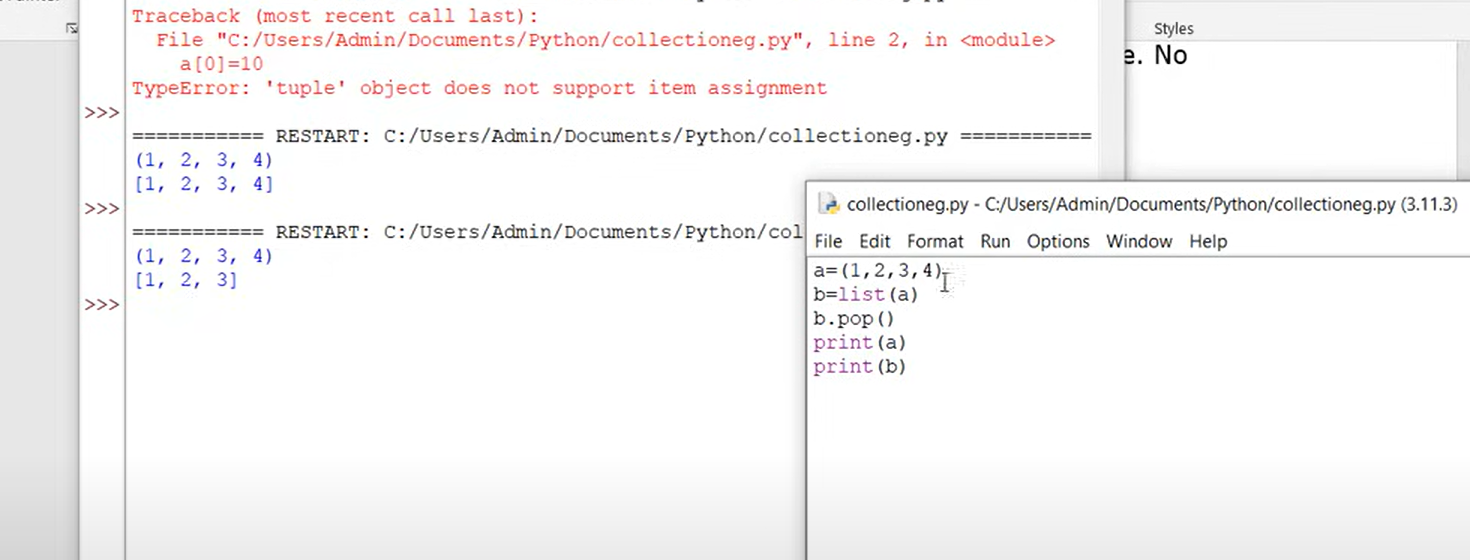 Traceback (most recent call last):
File "C:/Users/Admin/Documents/Python/collectioneg.py", line 2, in <module>
a[0]=10
TypeError: 'tuple' object does not support item assignment
>>>
=========== RESTART: C:/Users/Admin/Documents/Python/collectioneg.py ===========
(1, 2, 3, 4)
[1, 2, 3, 4]
>>>
=========== RESTART: C:/Users/Admin/Documents/Python/col
(1, 2, 3, 4)
[1, 2, 3]
>>>
Styles
e. No
collectioneg.py - C:/Users/Admin/Documents/Python/collectioneg.py (3.11.3)
File Edit Format Run Options Window Help
a=(1,2,3,4)
b=list(a)
b.pop()
print(a)
print(b)